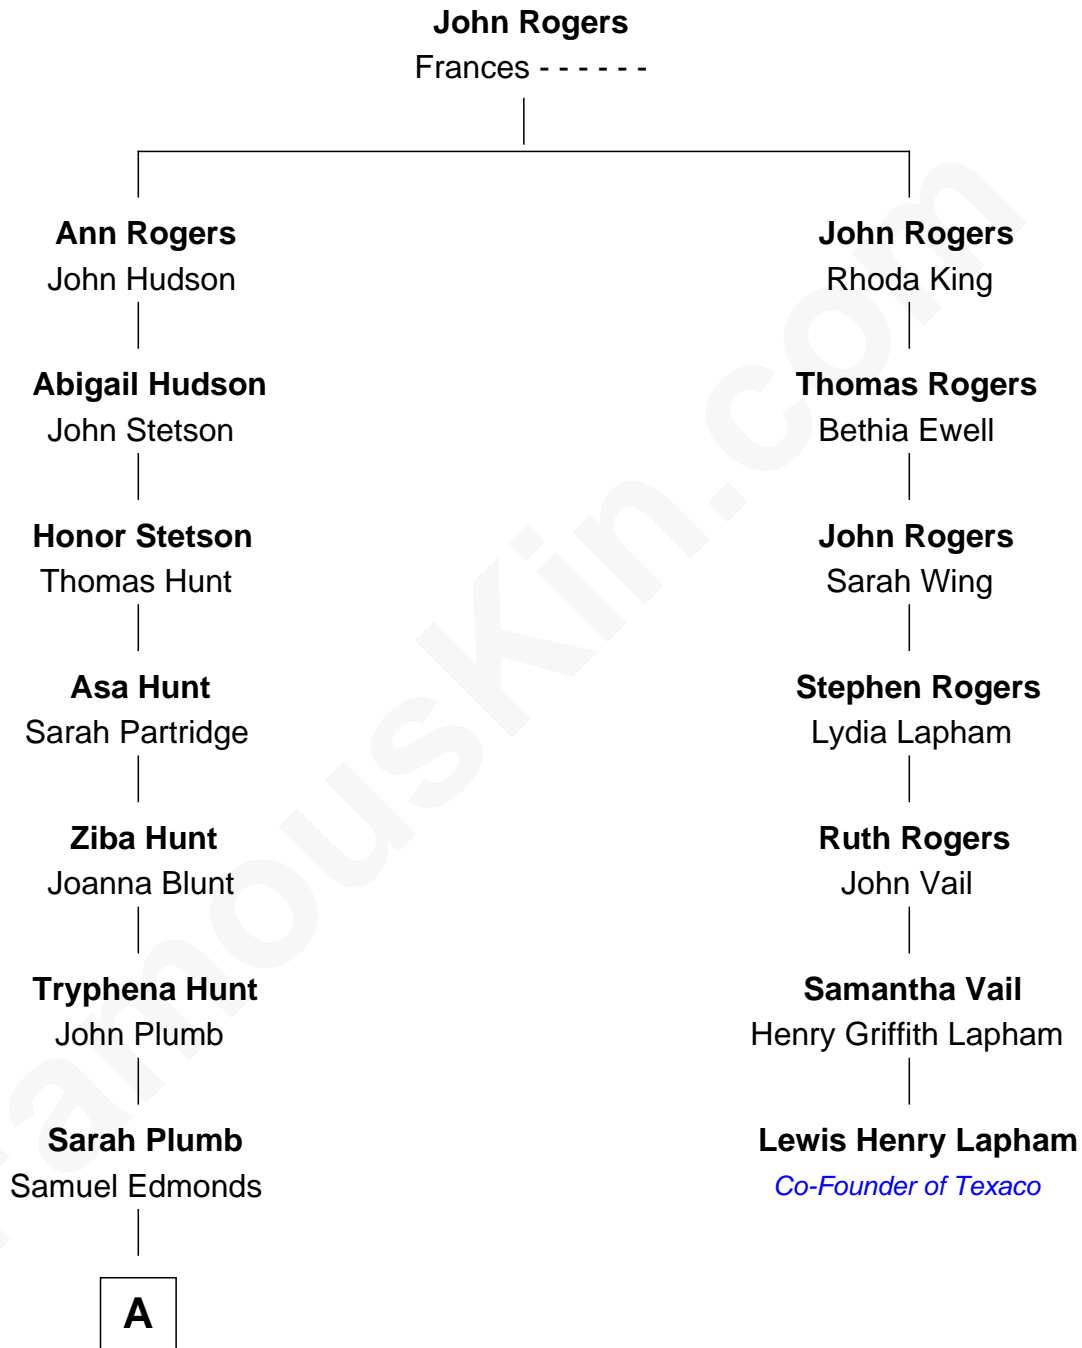 John Rogers
Frances - - - - - -
Ann Rogers
John Hudson
Abigail Hudson
John Stetson
Honor Stetson
Thomas Hunt
Asa Hunt
Sarah Partridge
Ziba Hunt
Joanna Blunt
Tryphena Hunt
John Plumb
Sarah Plumb
Samuel Edmonds
A
John Rogers
Rhoda King
Thomas Rogers
Bethia Ewell
John Rogers
Sarah Wing
Stephen Rogers
Lydia Lapham
Ruth Rogers
John Vail
Samantha Vail
Henry Griffith Lapham
Lewis Henry Lapham
Co-Founder of Texaco
FamousKin.com